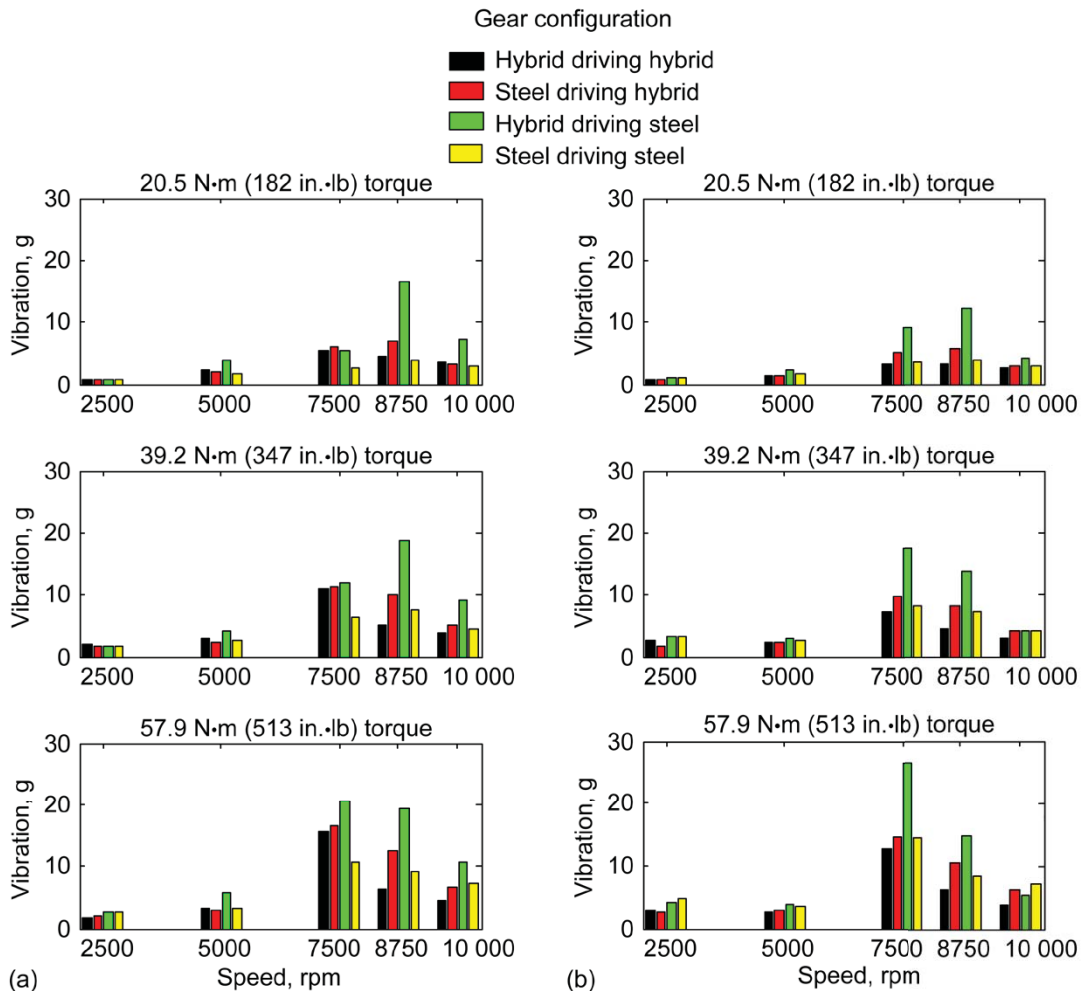 Gear configuration
Hybrid driving hybrid
Steel driving hybrid
Hybrid driving steel
Steel driving steel
20.5 N•m (182 in.•lb) torque
30
20
10
0
Vibration, g
2500 5000 7500 8750 10 000
39.2 N•m (347 in.•lb) torque
30
20
10
0
Vibration, g
2500 5000 7500 8750 10 000
57.9 N•m (513 in.•lb) torque
30
20
10
0
Vibration, g
2500 5000 7500 8750 10 000
(a) Speed, rpm
20.5 N•m (182 in.•lb) torque
30
20
10
0
Vibration, g
2500 5000 7500 8750 10 000
39.2 N•m (347 in.•lb) torque
30
20
10
0
Vibration, g
2500 5000 7500 8750 10 000
57.9 N•m (513 in.•lb) torque
30
20
10
0
Vibration, g
2500 5000 7500 8750 10 000
(b) Speed, rpm